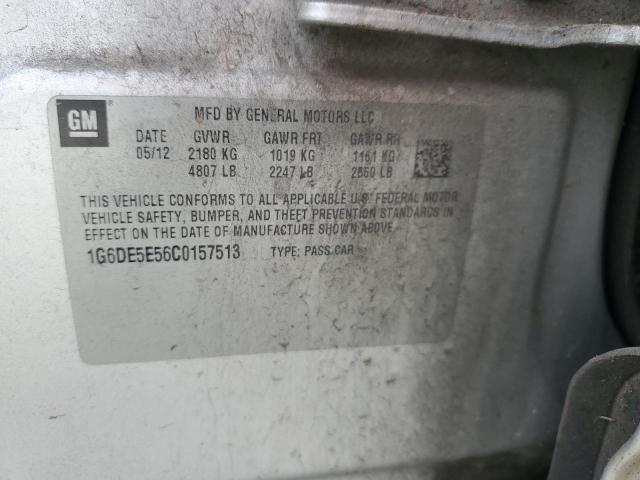 GM
MFD BY GENERAL MOTORS LLC
DATE GVWR GAWR FRT GAWR RR
05/12 2180 KG 1019 KG 1161 KG
4807 LB 2247 LB 2560 LB
THIS VEHICLE CONFORMS TO ALL APPLICABLE U.S. FEDERAL MOTOR
VEHICLE SAFETY, BUMPER, AND THEFT PREVENTION STANDARDS IN
EFFECT ON THE DATE OF MANUFACTURE SHOWN ABOVE.
1G6DE5E56C0157513 TYPE: PASS CAR